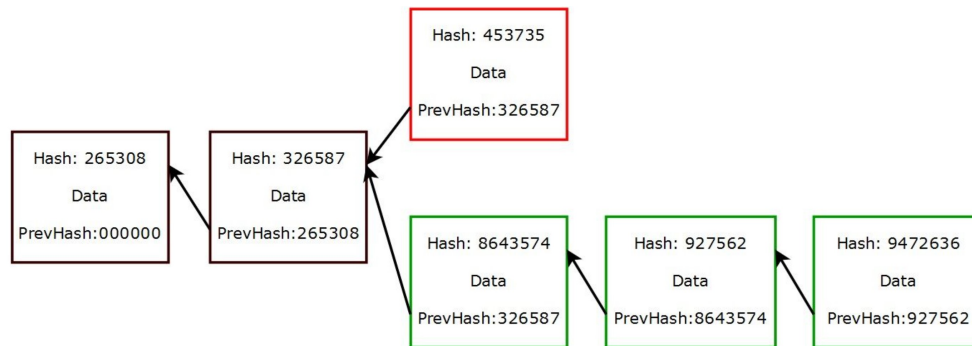 Hash: 453735
Data
PrevHash:326587
Hash: 265308
Data
PrevHash:000000
Hash: 326587
Data
PrevHash:265308
Hash: 8643574
Data
PrevHash:326587
Hash: 927562
Data
PrevHash:8643574
Hash: 9472636
Data
PrevHash:927562